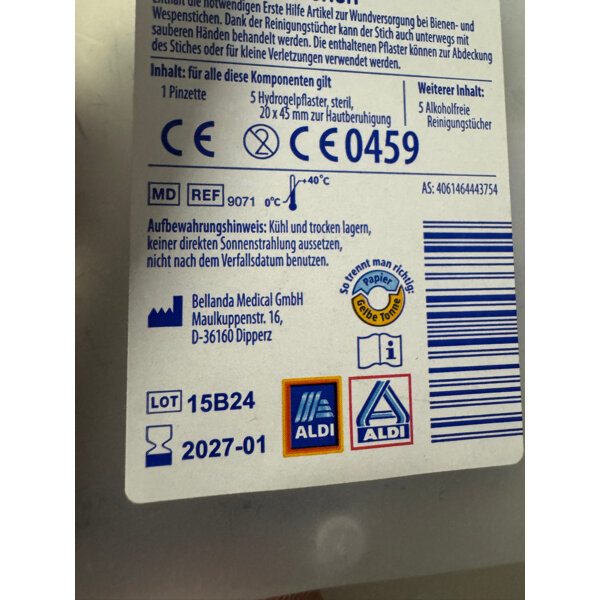 Enthält die notwendigen Erste Hilfe Artikel zur Wundversorgung bei Bienen- und
Wespenstichen. Dank der Reinigungstücher kann der Stich auch unterwegs mit
sauberen Händen behandelt werden. Die enthaltenen Pflaster können zur Abdeckung
des Stiches oder für kleine Verletzungen verwendet werden.
Inhalt: für alle diese Komponenten gilt
1 Pinzette
5 Hydrogelpflaster, steril,
20 x 45 mm zur Hautberuhigung
Weiterer Inhalt:
5 Alkoholfreie
Reinigungstücher
CE 2 CE0459
MD REF 9071 0°C +40°C
AS: 4061464443754
Aufbewahrungshinweis: Kühl und trocken lagern,
keiner direkten Sonnenstrahlung aussetzen,
nicht nach dem Verfallsdatum benutzen.
So trennt man richtig:
Papier
Gelbe Tonne
Bellanda Medical GmbH
Maulkuppenstr. 16,
D-36160 Dipperz
i
LOT 15B24
2027-01
ALDI
ALDI